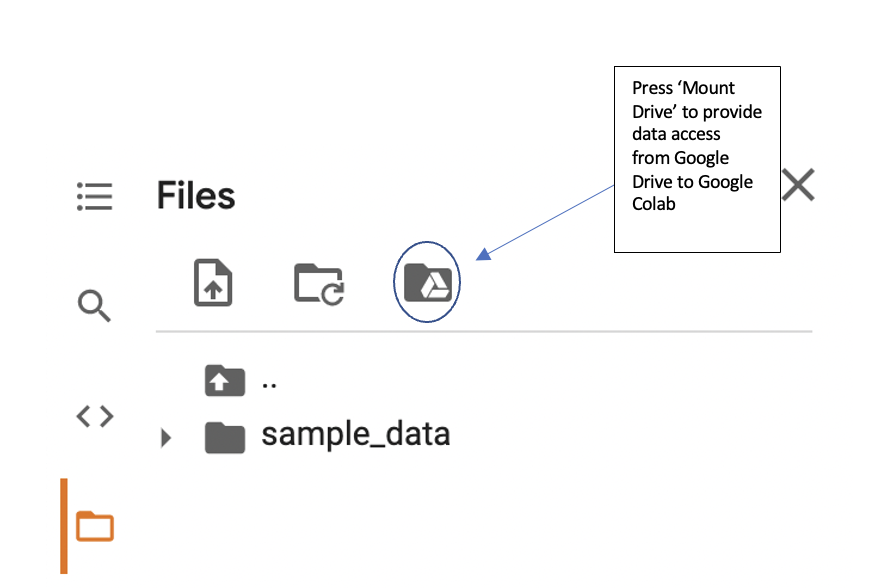 Press ‘Mount
Drive’ to provide
data access
from Google
Drive to Google
Colab
Files
..
sample_data